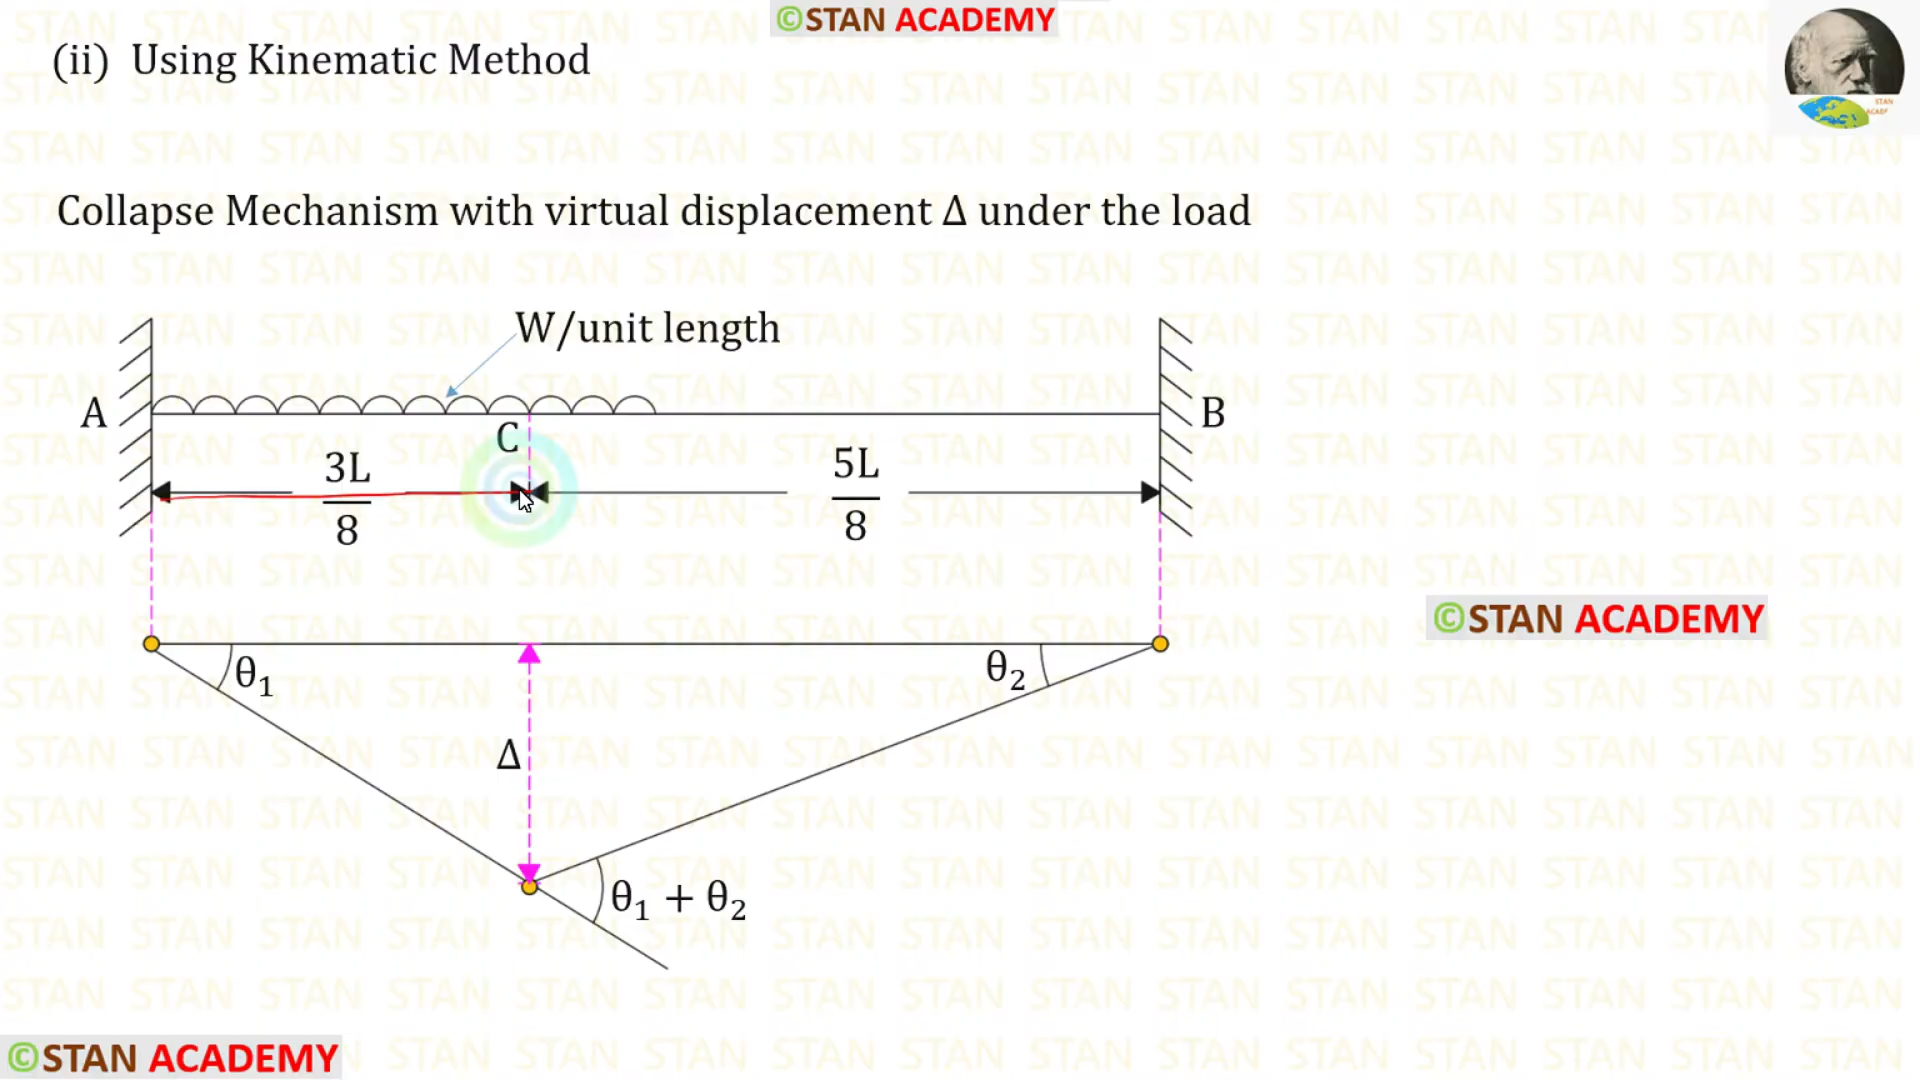 ©STAN ACADEMY
(ii) Using Kinematic Method
STAN
Collapse Mechanism with virtual displacement Δ under the load
W/unit length
A
B
C
3L
8
5L
8
©STAN ACADEMY
θ1
θ2
Δ
θ1 + θ2
©STAN ACADEMY